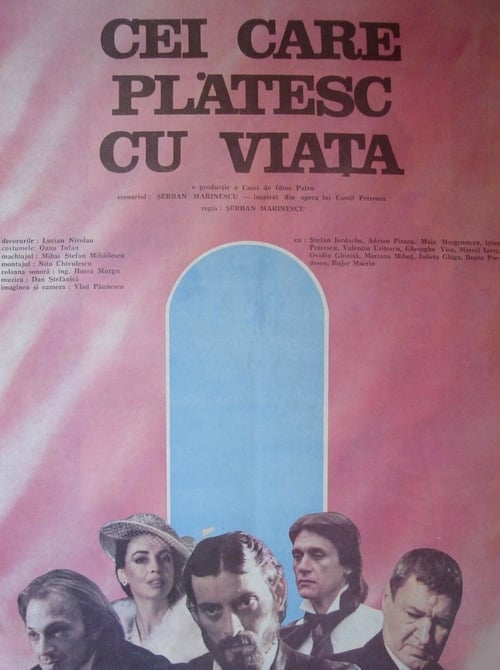 CEI CARE
PLĂTESC
CU VIAȚA
o producție a Casei de filme Patru
scenariul : ȘERBAN MARINESCU — inspirat din opera lui Camil Petrescu
regia : ȘERBAN MARINESCU
decorurile : Lucian Nicolau
costumele: Oana Tofan
machiajul : Mihai Ștefan Mihăilescu
montajul : Nita Chivulescu
coloana sonoră : ing. Horea Murgu
muzica : Dan Ștefănică
imaginea și camera : Vlad Păunescu
cu : Ștefan Iordache, Adrian Pintea, Maia Morgenstern, Irina
Petrescu, Valentin Uritescu, Gheorghe Visu, Marcel Iureș,
Ovidiu Ghiniță, Mariana Mihuț, Julieta Ghiga, Ileana Pre-
descu, Bujor Macrin